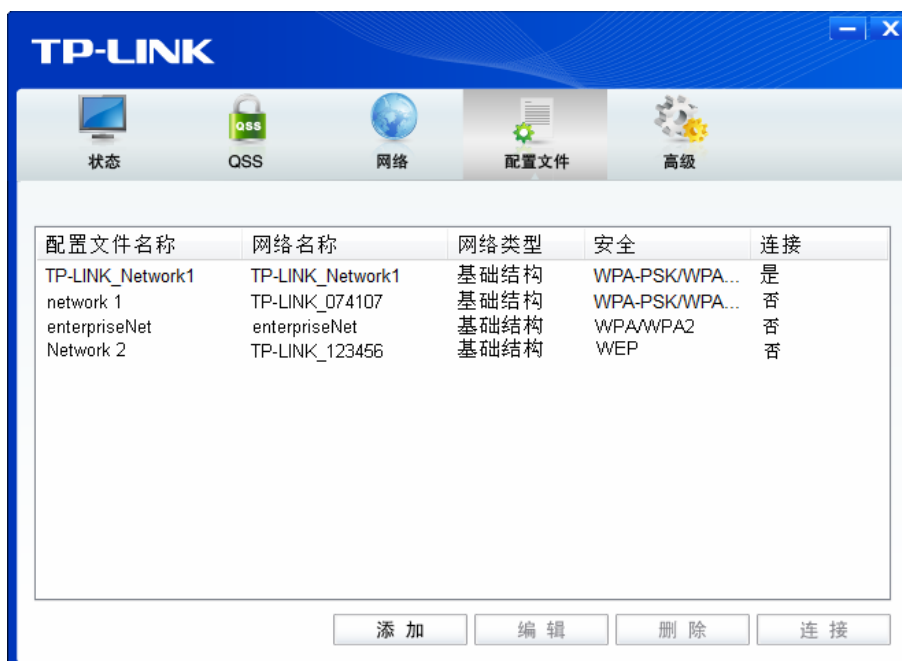 TP-LINK
QSS
状态 QSS 网络 配置文件 高级
配置文件名称 网络名称 网络类型 安全 连接
TP-LINK_Network1 TP-LINK_Network1 基础结构 WPA-PSK/WPA... 是
network 1 TP-LINK_074107 基础结构 WPA-PSK/WPA... 否
enterpriseNet enterpriseNet 基础结构 WPA/WPA2 否
Network 2 TP-LINK_123456 基础结构 WEP 否
添加 编辑 删除 连接